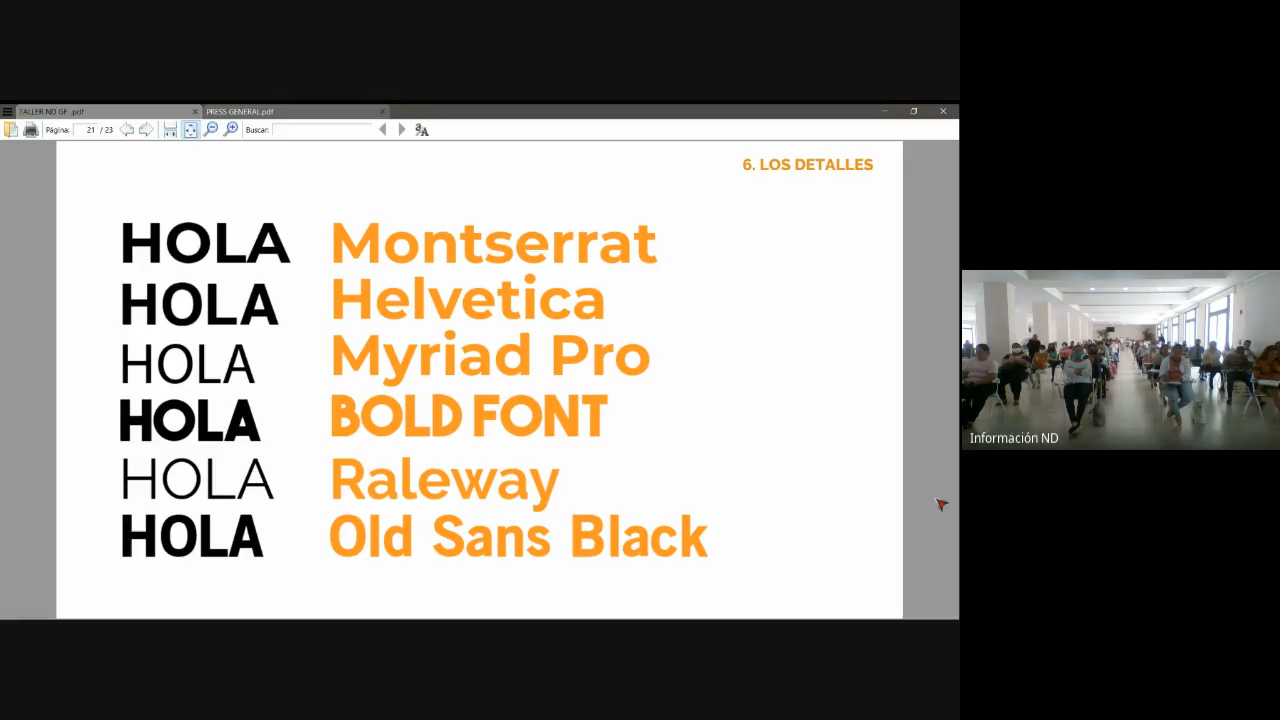 TALLER ND GF .pdf
PRESS GENERAL.pdf
Página: 21 / 23 Buscar:
6. LOS DETALLES
HOLA Montserrat
HOLA Helvetica
HOLA Myriad Pro
HOLA BOLD FONT
HOLA Raleway
HOLA Old Sans Black
Información ND